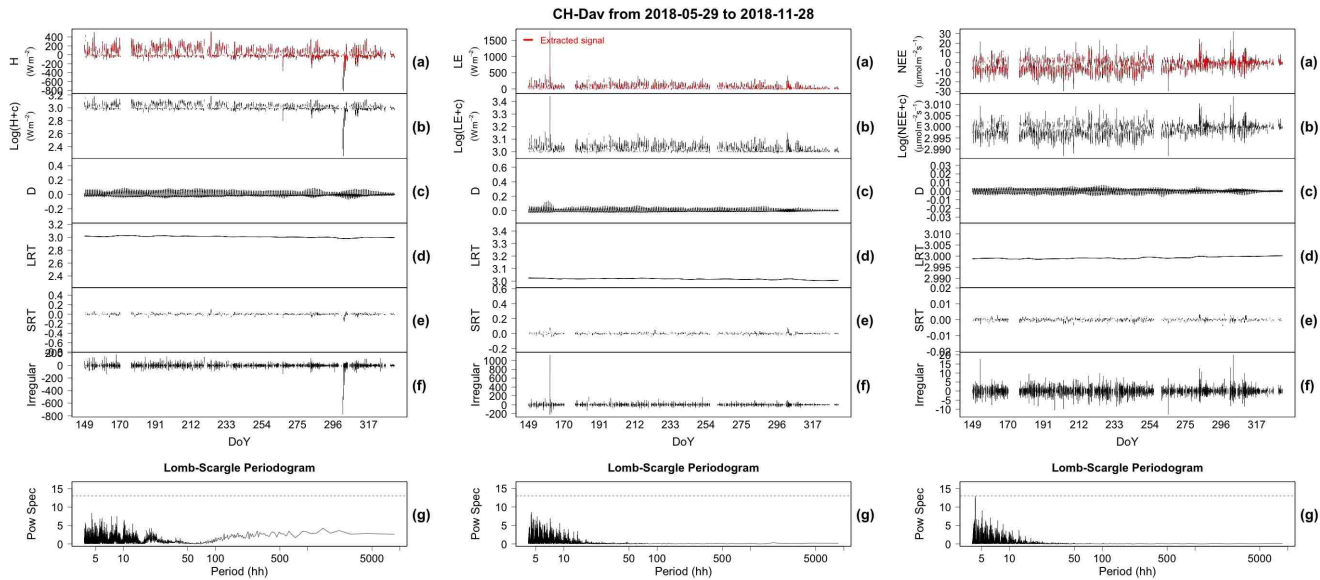 CH-Dav from 2018-05-29 to 2018-11-28
H
(W m⁻²)
400
200
0
-200
-400
-600
-800
(a)
Log(H+c)
(W m⁻²)
3.0
2.8
2.6
2.4
(b)
D
0.4
0.2
0.0
-0.2
(c)
LRT
3.2
3.0
2.8
2.6
2.4
(d)
SRT
0.4
0.2
0.0
-0.2
-0.4
-0.6
(e)
Irregular
0
-200
-400
-600
-800
(f)
149 170 191 212 233 254 275 296 317
DoY
Lomb-Scargle Periodogram
Pow Spec
15
10
5
0
(g)
5 10 50 100 500 5000
Period (hh)
LE
(W m⁻²)
1500
1000
500
0
Extracted signal
(a)
Log(LE+c)
(W m⁻²)
3.4
3.3
3.2
3.1
3.0
(b)
D
0.6
0.4
0.2
0.0
(c)
LRT
3.4
3.3
3.2
3.1
3.0
(d)
SRT
0.6
0.4
0.2
0.0
-0.2
(e)
Irregular
1000
800
600
400
200
0
-200
(f)
149 170 191 212 233 254 275 296 317
DoY
Lomb-Scargle Periodogram
Pow Spec
15
10
5
0
(g)
5 10 50 100 500 5000
Period (hh)
NEE
(μmol m⁻² s⁻¹)
30
20
10
0
-10
-20
-30
(a)
Log(NEE+c)
(μmol m⁻² s⁻¹)
3.010
3.005
3.000
2.995
2.990
(b)
D
0.03
0.02
0.01
0.00
-0.01
-0.02
-0.03
(c)
LRT
3.010
3.005
3.000
2.990
(d)
SRT
0.02
0.01
0.00
-0.01
-0.02
(e)
Irregular
20
15
10
5
0
-5
-10
(f)
149 170 191 212 233 254 275 296 317
DoY
Lomb-Scargle Periodogram
Pow Spec
15
10
5
0
(g)
5 10 50 100 500 5000
Period (hh)